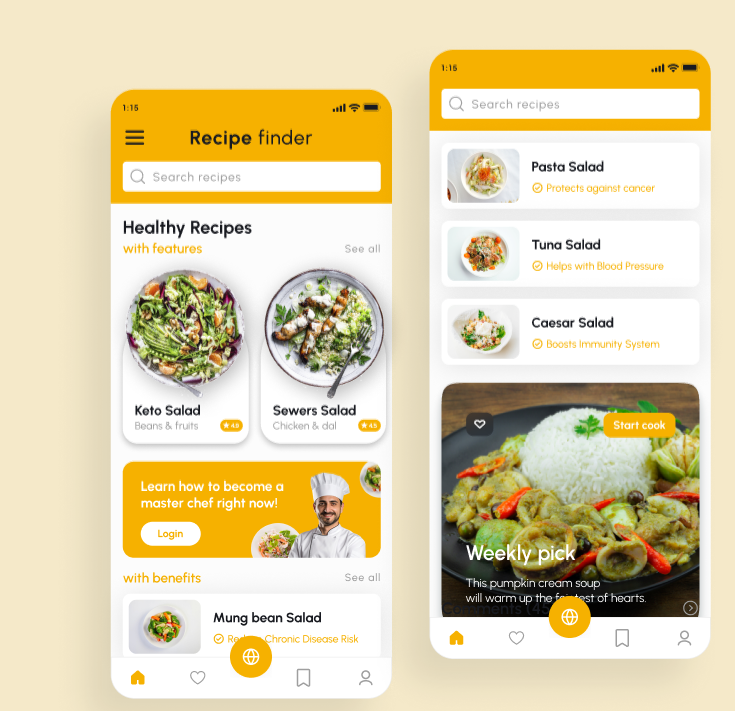 1:15
Recipe finder
Search recipes
Healthy Recipes
with features
See all
Keto Salad
Beans & fruits
4.8
Sewers Salad
Chicken & dal
4.5
Learn how to become a
master chef right now!
Login
with benefits
See all
Mung bean Salad
Chronic Disease Risk
1:15
Search recipes
Pasta Salad
Protects against cancer
Tuna Salad
Helps with Blood Pressure
Caesar Salad
Boosts Immunity System
Start cook
Weekly pick
This pumpkin cream soup
will warm up the faintest of hearts.